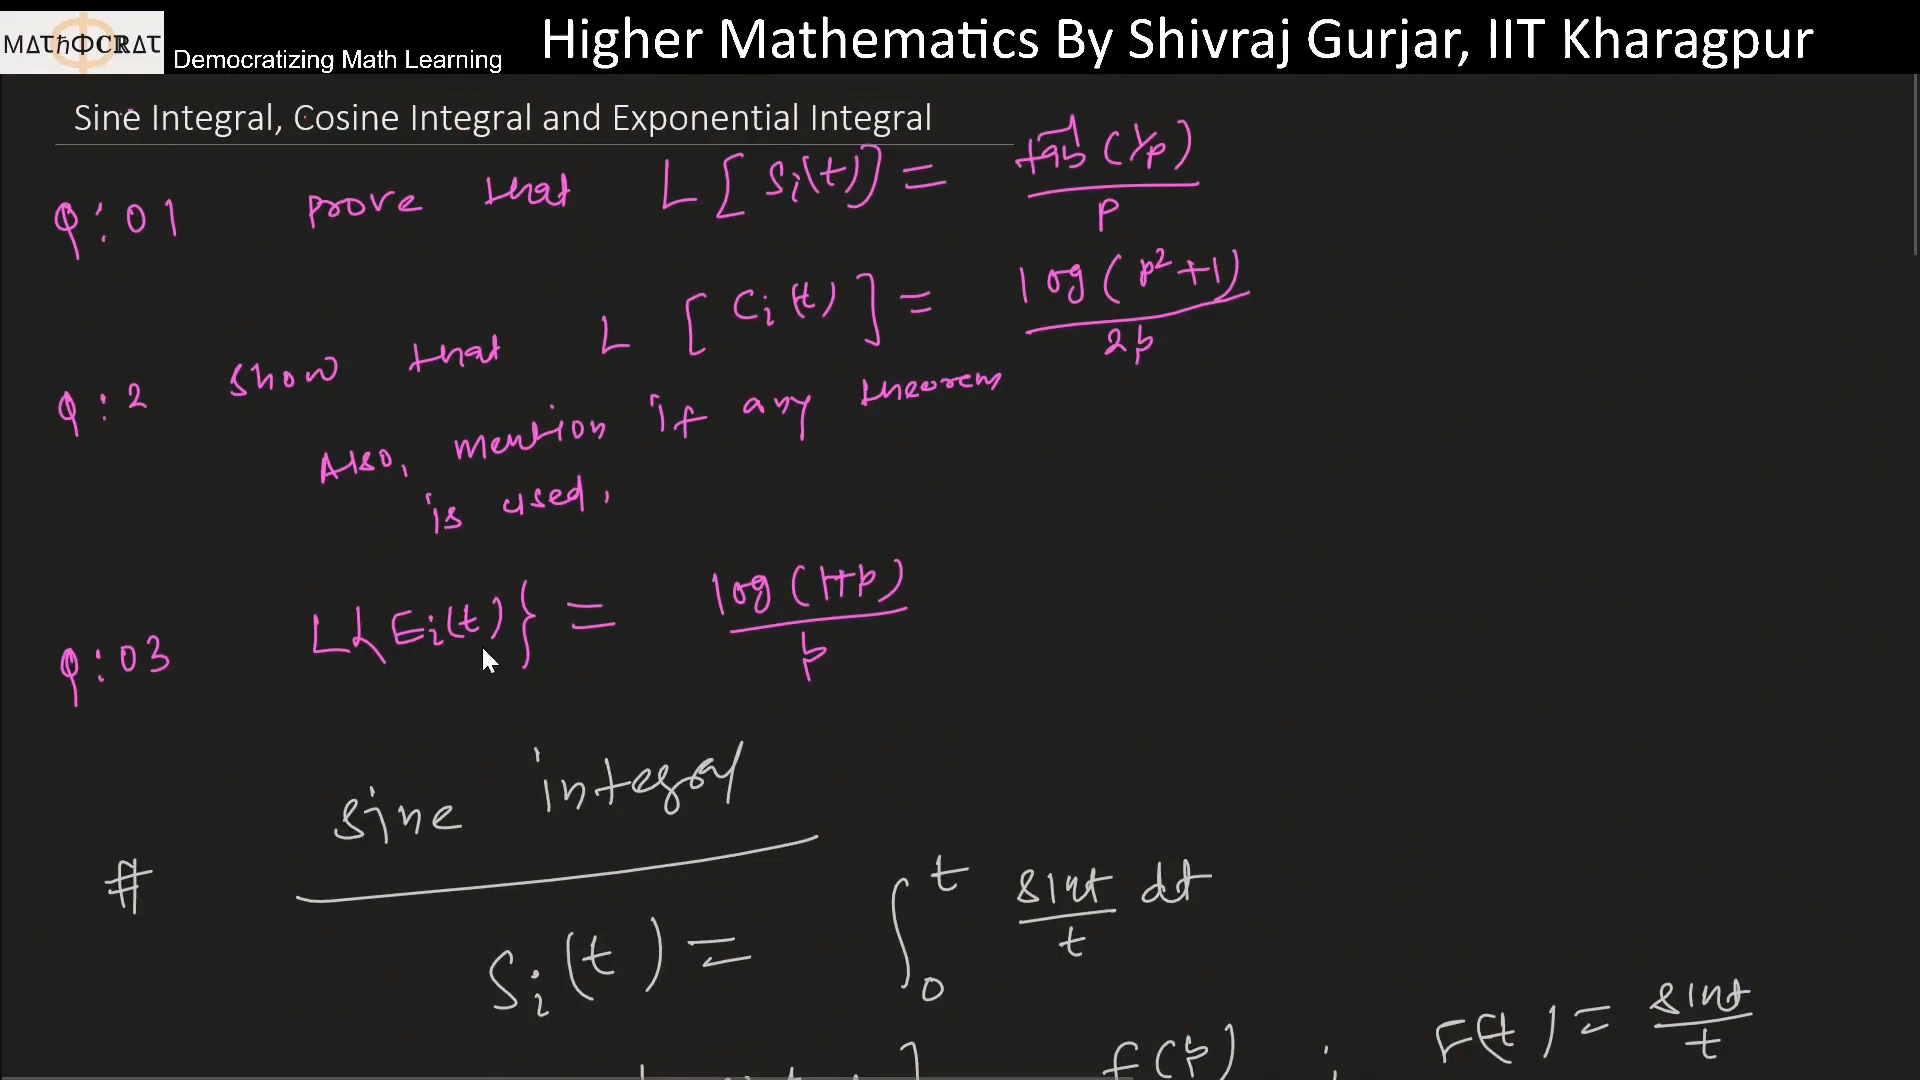 MΔTħΦCℝΔT
Democratizing Math Learning
Higher Mathematics By Shivraj Gurjar, IIT Kharagpur
Sine Integral, Cosine Integral and Exponential Integral
Q:01 prove that L[Si(t)] = tan⁻¹(1/p)/p
Q:2 show that L[Ci(t)] = log(p²+1)/2p
Also, mention if any theorem
is used.
Q:03 L{Ei(t)} = log(1+p)/p
# sine integral
Si(t) = ∫₀ᵗ sint/t dt
f(p) ; F(t) = sint/t